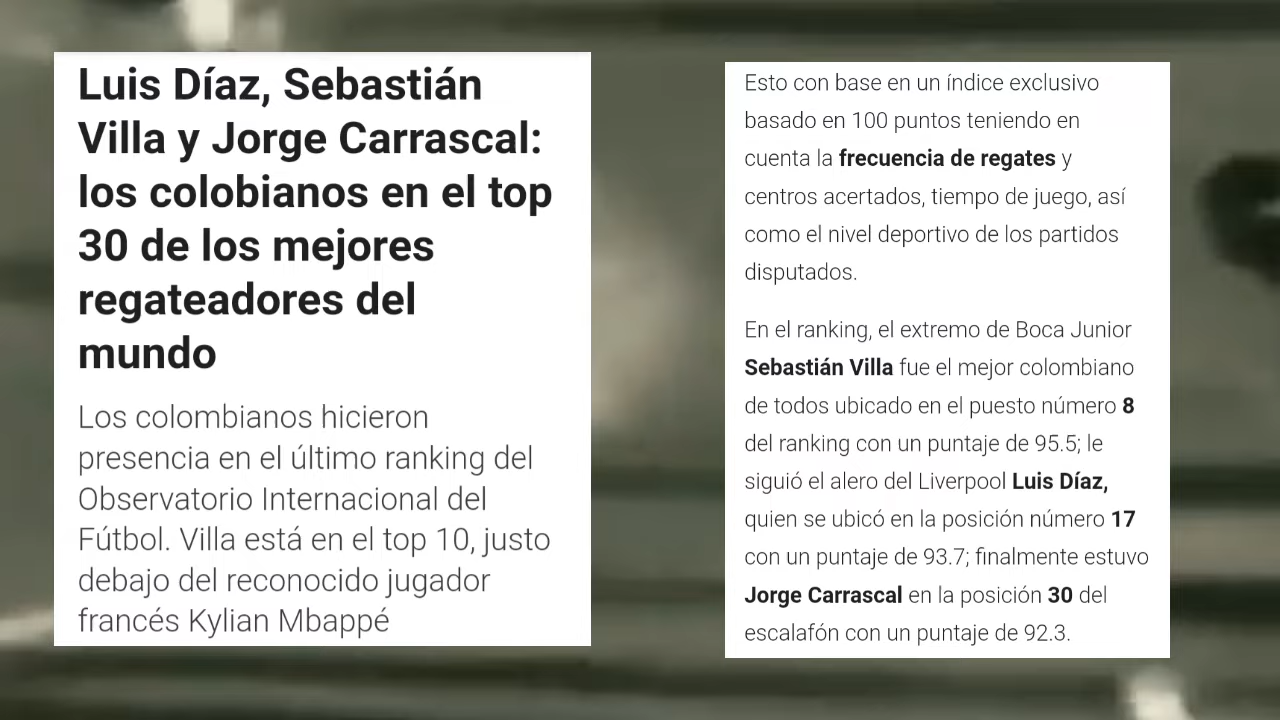 Luis Díaz, Sebastián
Villa y Jorge Carrascal:
los colobianos en el top
30 de los mejores
regateadores del
mundo
Los colombianos hicieron
presencia en el último ranking del
Observatorio Internacional del
Fútbol. Villa está en el top 10, justo
debajo del reconocido jugador
francés Kylian Mbappé
Esto con base en un índice exclusivo
basado en 100 puntos teniendo en
cuenta la frecuencia de regates y
centros acertados, tiempo de juego, así
como el nivel deportivo de los partidos
disputados.
En el ranking, el extremo de Boca Junior
Sebastián Villa fue el mejor colombiano
de todos ubicado en el puesto número 8
del ranking con un puntaje de 95.5; le
siguió el alero del Liverpool Luis Díaz,
quien se ubicó en la posición número 17
con un puntaje de 93.7; finalmente estuvo
Jorge Carrascal en la posición 30 del
escalafón con un puntaje de 92.3.